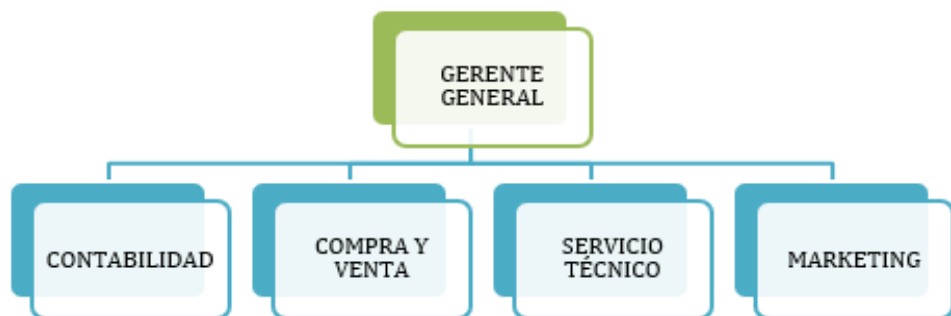 GERENTE
GENERAL
CONTABILIDAD
COMPRA Y
VENTA
SERVICIO
TÉCNICO
MARKETING